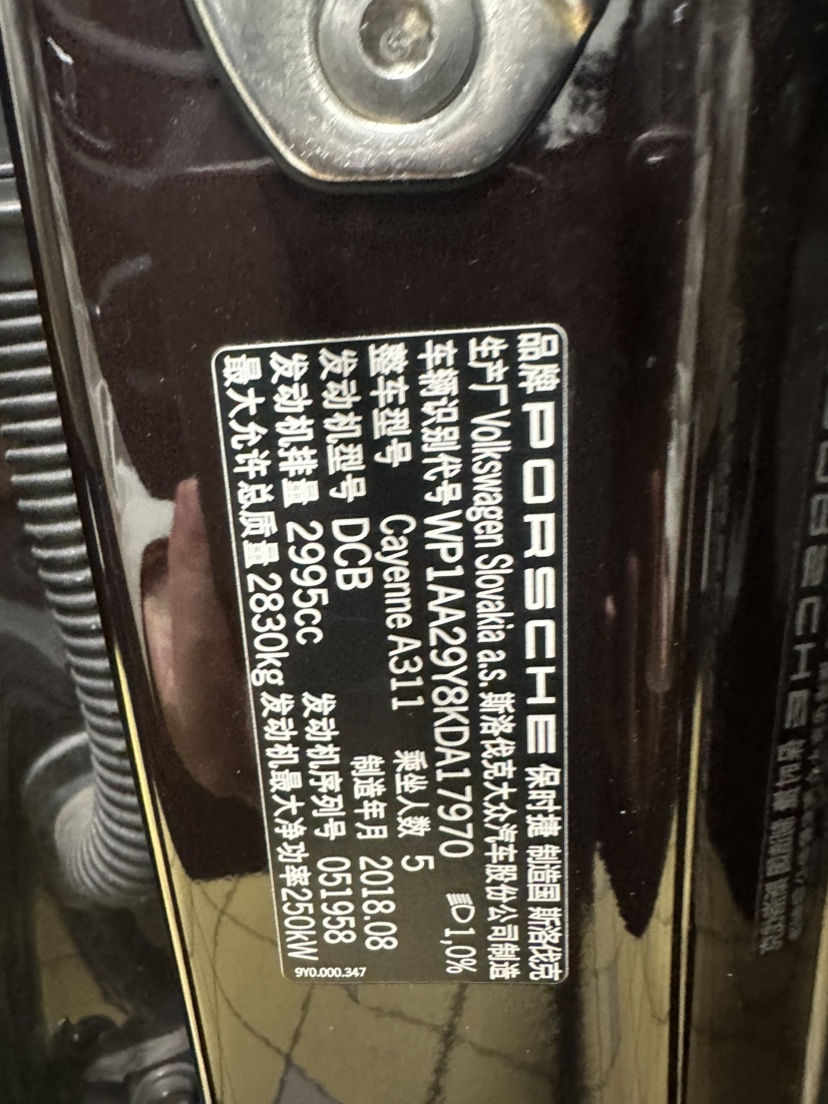 品牌 PORSCHE 保时捷 制造国 斯洛伐克
生产厂 Volkswagen Slovakia a.s. 斯洛伐克大众汽车股份公司制造
车辆识别代号 WP1AA29Y8KDA17970 1,0%
整车型号 Cayenne A311 乘坐人数 5
发动机型号 DCB 制造年月 2018.08
发动机排量 2995cc 发动机序列号 051958
最大允许总质量 2830kg 发动机最大净功率 250kW
9Y0.000.347